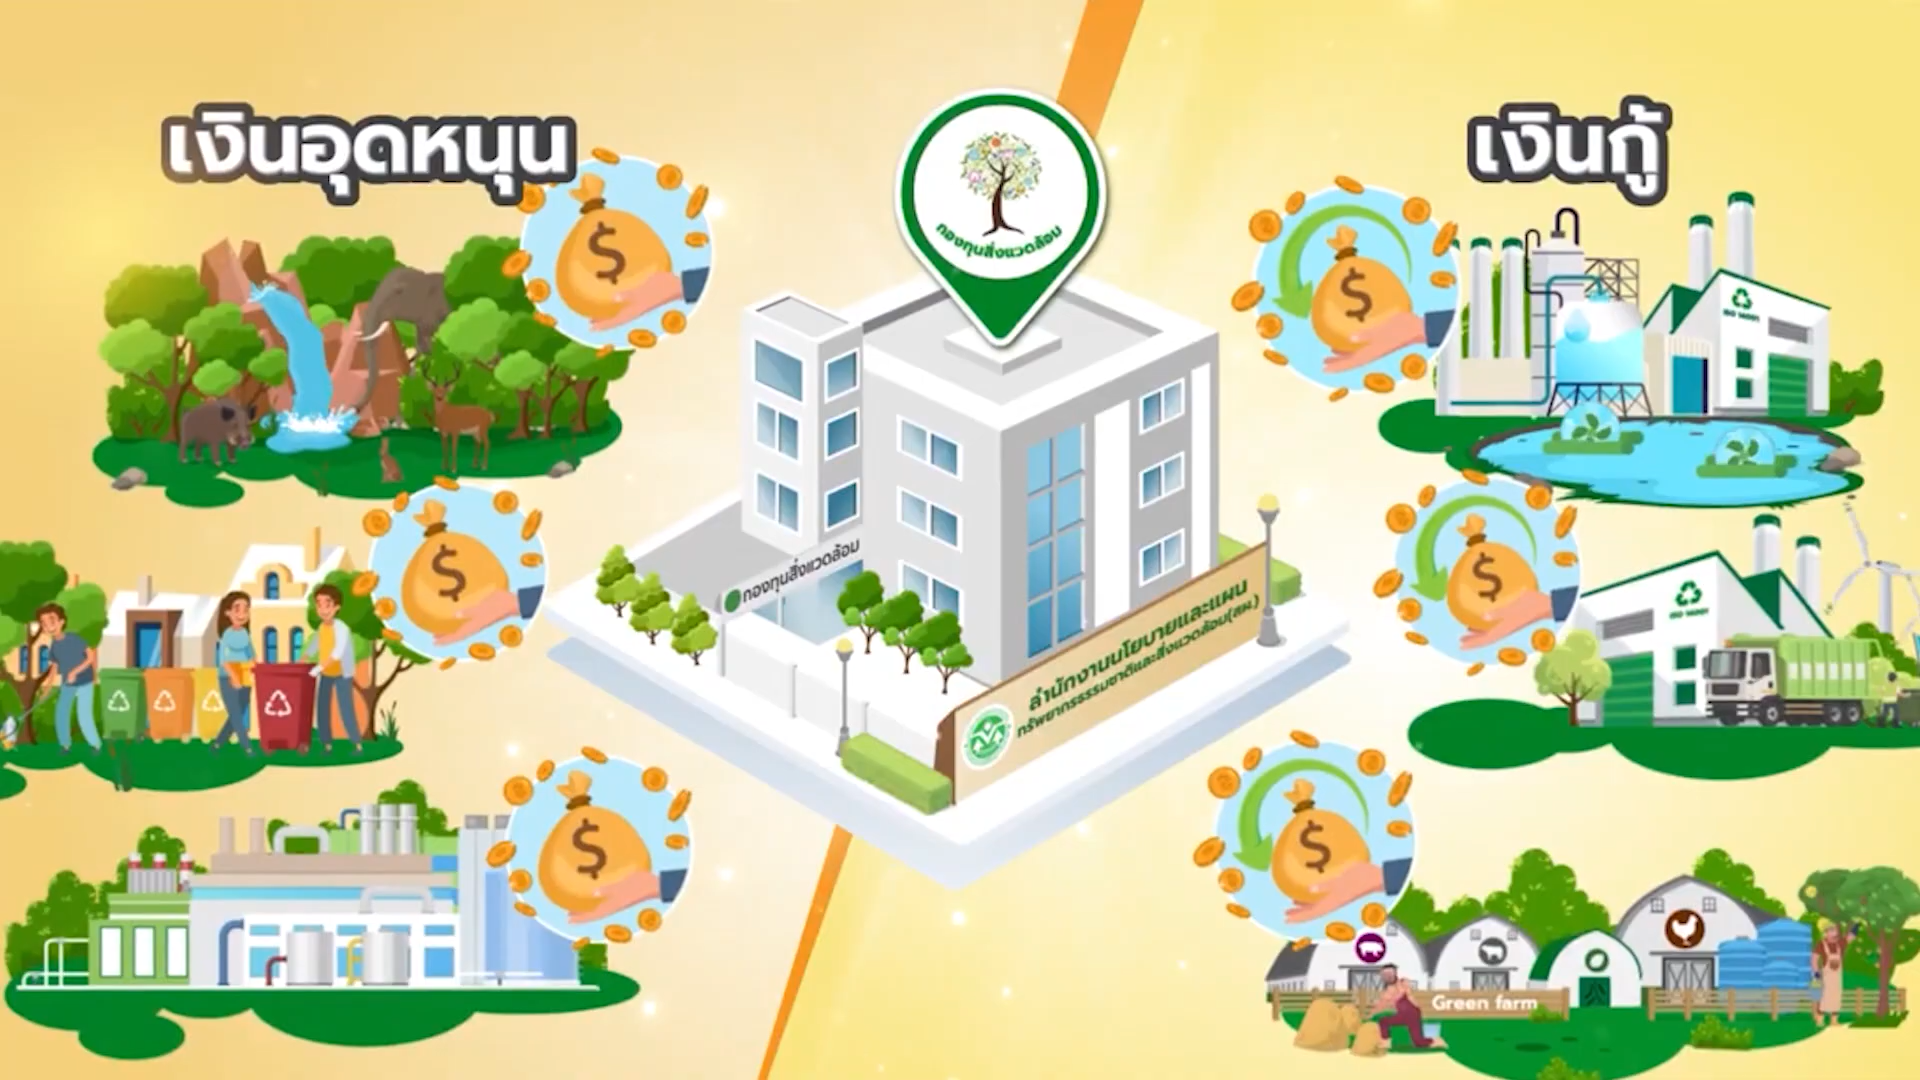 เงินอุดหนุน
เงินกู้
กองทุนสิ่งแวดล้อม
กองทุนสิ่งแวดล้อม
สำนักงานนโยบายและแผน
ทรัพยากรธรรมชาติและสิ่งแวดล้อม(สผ.)
ISO 14001
ISO 14001
Green farm